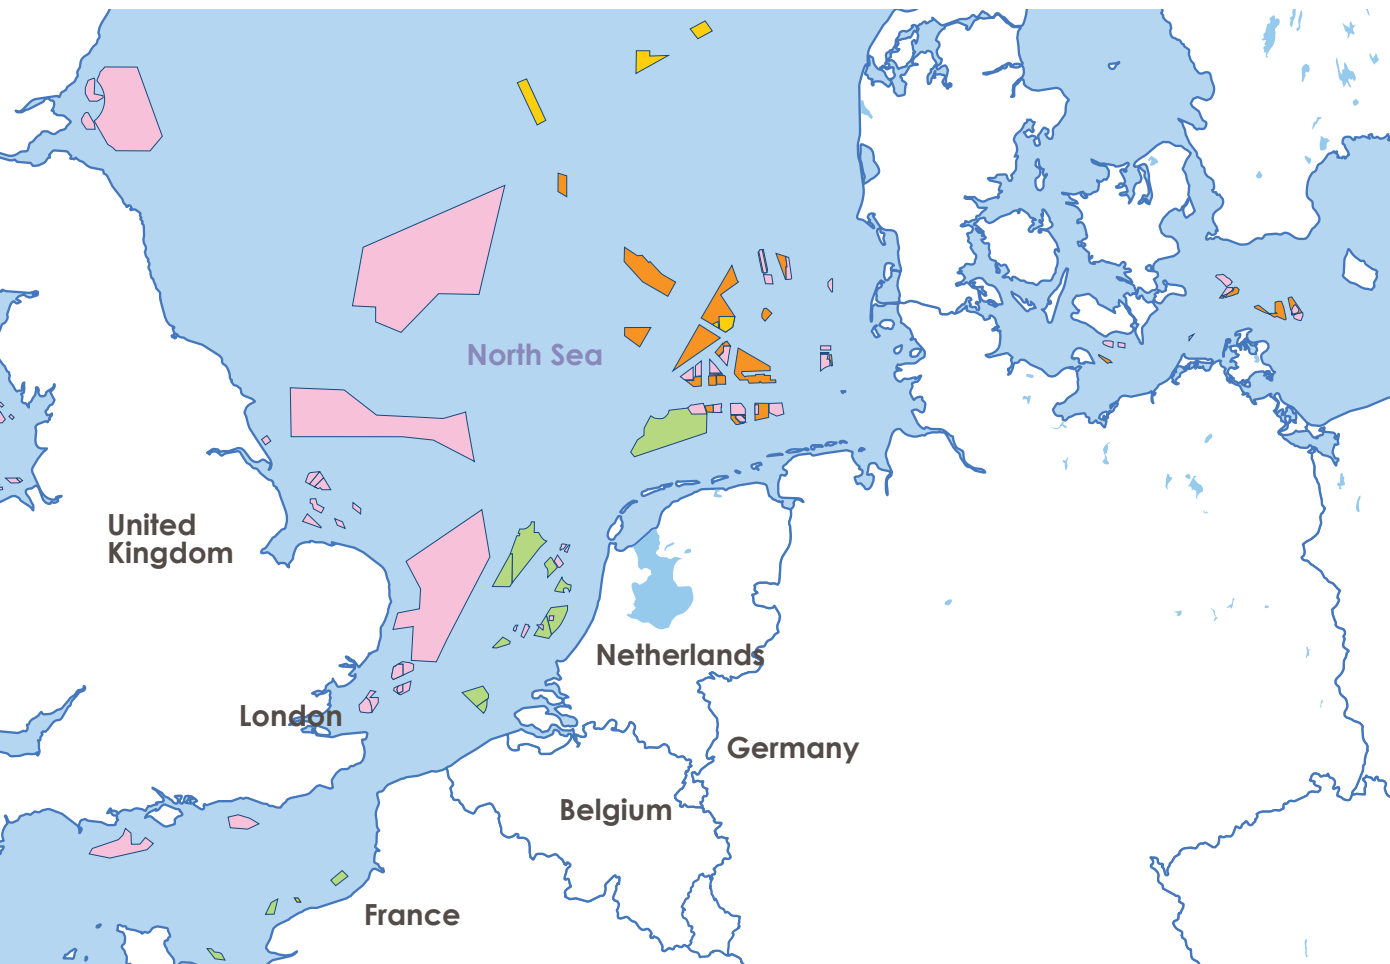 North Sea
United
Kingdom
Netherlands
London
Germany
Belgium
France